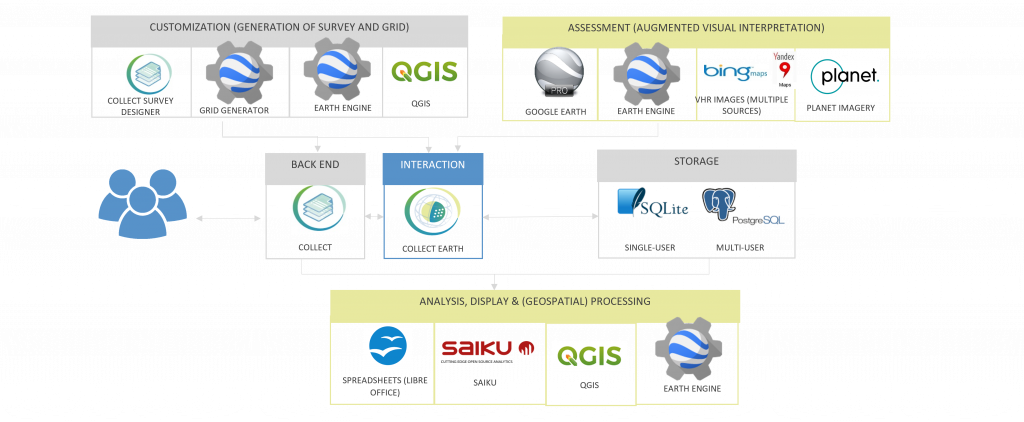 CUSTOMIZATION (GENERATION OF SURVEY AND GRID)
COLLECT SURVEY
DESIGNER
GRID GENERATOR
EARTH ENGINE
QGIS
QGIS
ASSESSMENT (AUGMENTED VISUAL INTERPRETATION)
PRO
GOOGLE EARTH
EARTH ENGINE
bing maps
Yandex
Maps
VHR IMAGES (MULTIPLE
SOURCES)
planet.
PLANET IMAGERY
BACK END
COLLECT
INTERACTION
COLLECT EARTH
STORAGE
SQLite
SINGLE-USER
PostgreSQL
MULTI-USER
ANALYSIS, DISPLAY & (GEOSPATIAL) PROCESSING
SPREADSHEETS (LIBRE
OFFICE)
SAIKU
CUTTING EDGE OPEN SOURCE ANALYTICS
SAIKU
QGIS
QGIS
EARTH ENGINE